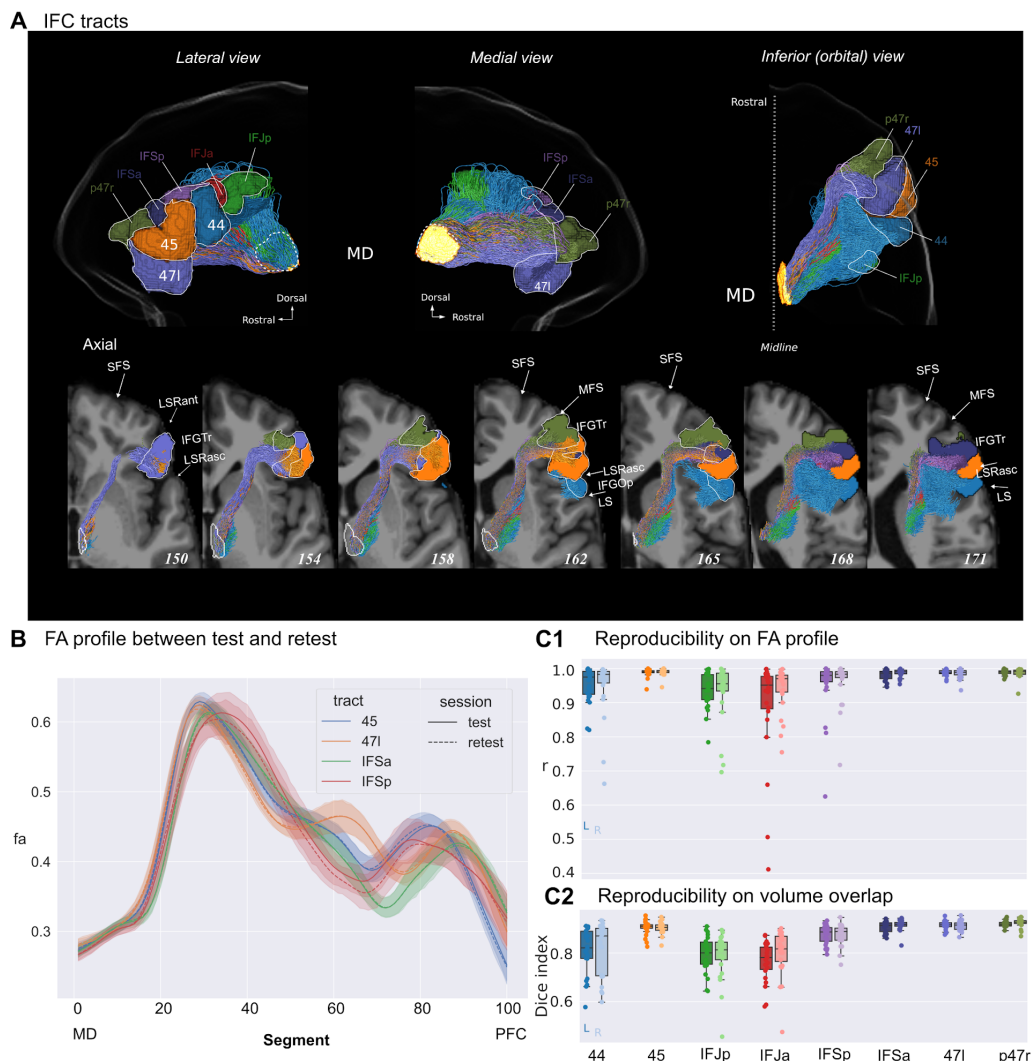 A IFC tracts
Lateral view
Medial view
Inferior (orbital) view
Rostral
p47r
47l
45
44
IFJp
MD
Midline
IFSp
IFJa
IFJp
IFSa
p47r
45
44
47l
Dorsal
Rostral
MD
IFSp
IFSa
p47r
47l
Dorsal
Rostral
Axial
SFS
LSRant
IFGTr
LSRasc
150
154
158
SFS
MFS
IFGTr
LSRasc
IFGOp
LS
162
SFS
165
168
SFS
MFS
IFGTr
LSRasc
LS
171
B FA profile between test and retest
tract
45
47l
IFSa
IFSp
session
test
retest
fa
0.6
0.5
0.4
0.3
0 20 40 60 80 100
MD Segment PFC
C1 Reproducibility on FA profile
r
1.0
0.9
0.8
0.7
0.6
0.5
0.4
L R
C2 Reproducibility on volume overlap
Dice index
0.8
0.6
L R
44 45 IFJp IFJa IFSp IFSa 47l p47r